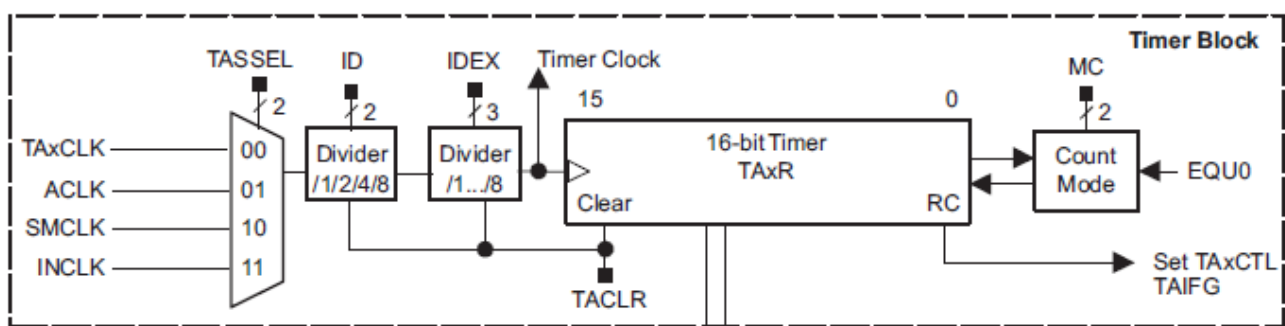 Timer Block
TASSEL
ID
IDEX
Timer Clock
MC
15
0
2
2
3
2
TAxCLK
00
Divider
/1/2/4/8
Divider
/1.../8
16-bit Timer
TAxR
Count
Mode
EQU0
ACLK
01
SMCLK
10
Clear
RC
INCLK
11
TACLR
Set TAxCTL
TAIFG